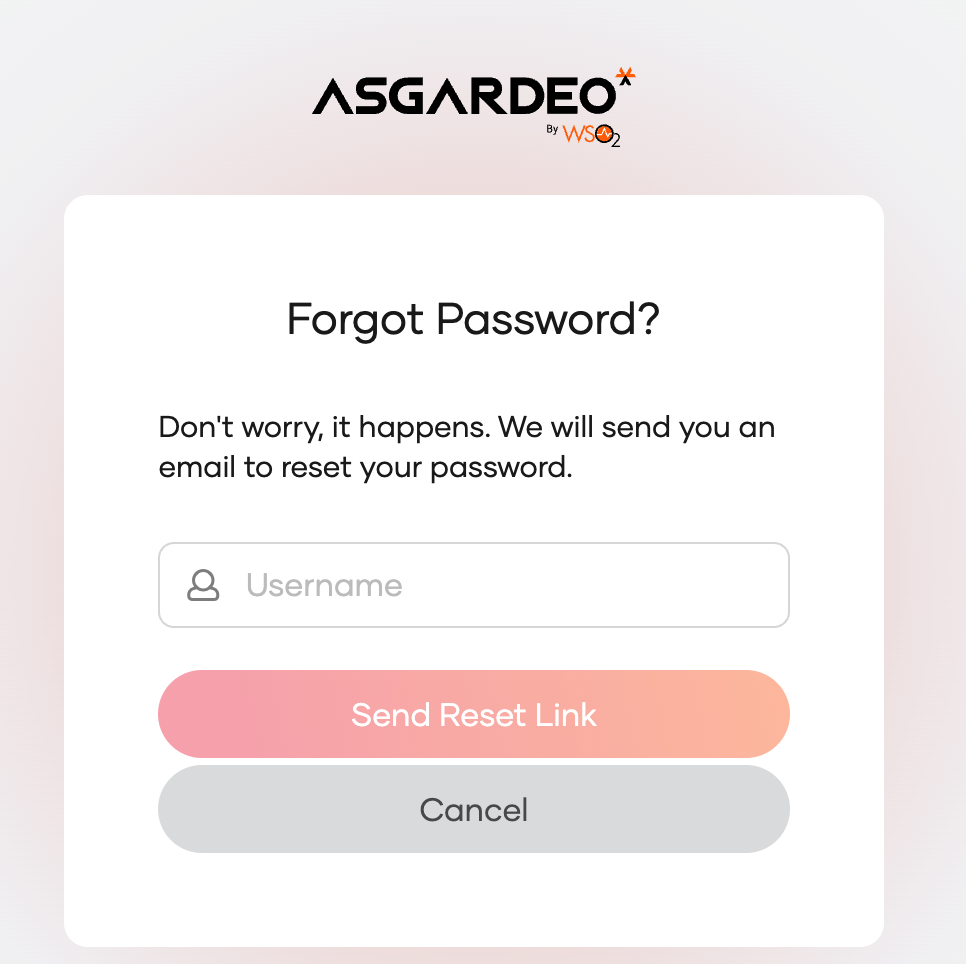 ASGARDEO
By WSO2
Forgot Password?
Don't worry, it happens. We will send you an
email to reset your password.
Username
Send Reset Link
Cancel